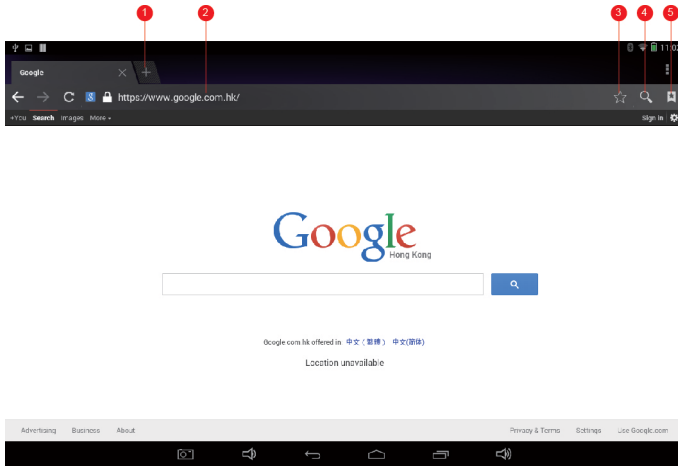 1 2 3 4 5
11:02
Google
https://www.google.com.hk/
+You Search Images More
Sign in
Google
Hong Kong
Google.com.hk offered in: 中文（繁體） 中文(简体)
Location unavailable
Advertising Business About Privacy & Terms Settings Use Google.com